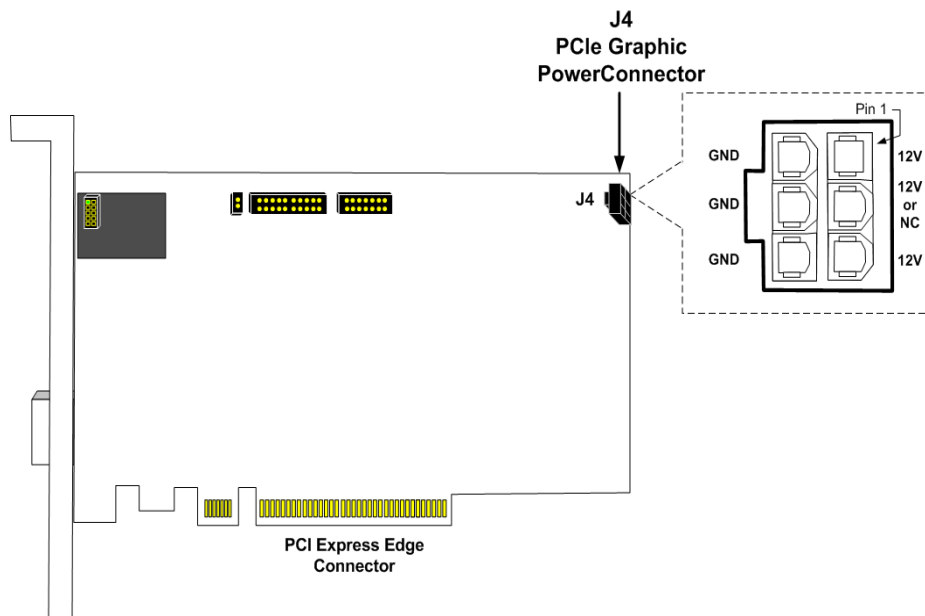 J4
PCIe Graphic
PowerConnector
Pin 1
GND
12V
GND
12V
or
NC
GND
12V
J4
PCI Express Edge
Connector